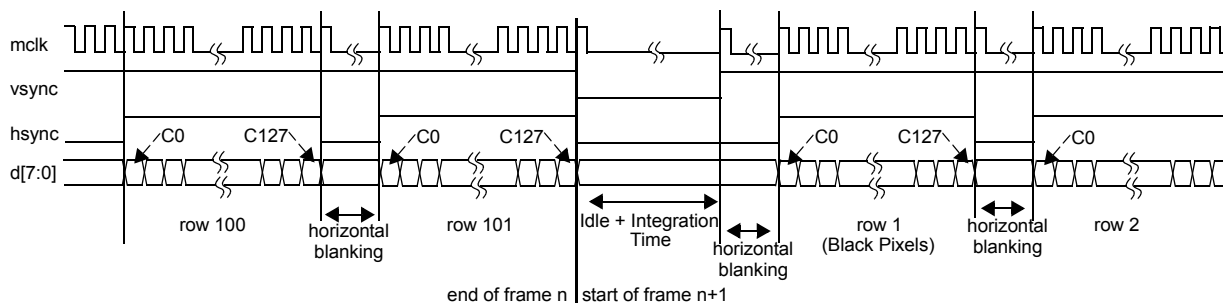 mclk
vsync
hsync
C0 C127 C0 C127 C0 C127 C0
d[7:0]
row 100
horizontal
blanking
row 101
Idle + Integration
Time
horizontal
blanking
row 1
(Black Pixels)
horizontal
blanking
row 2
end of frame n
start of frame n+1